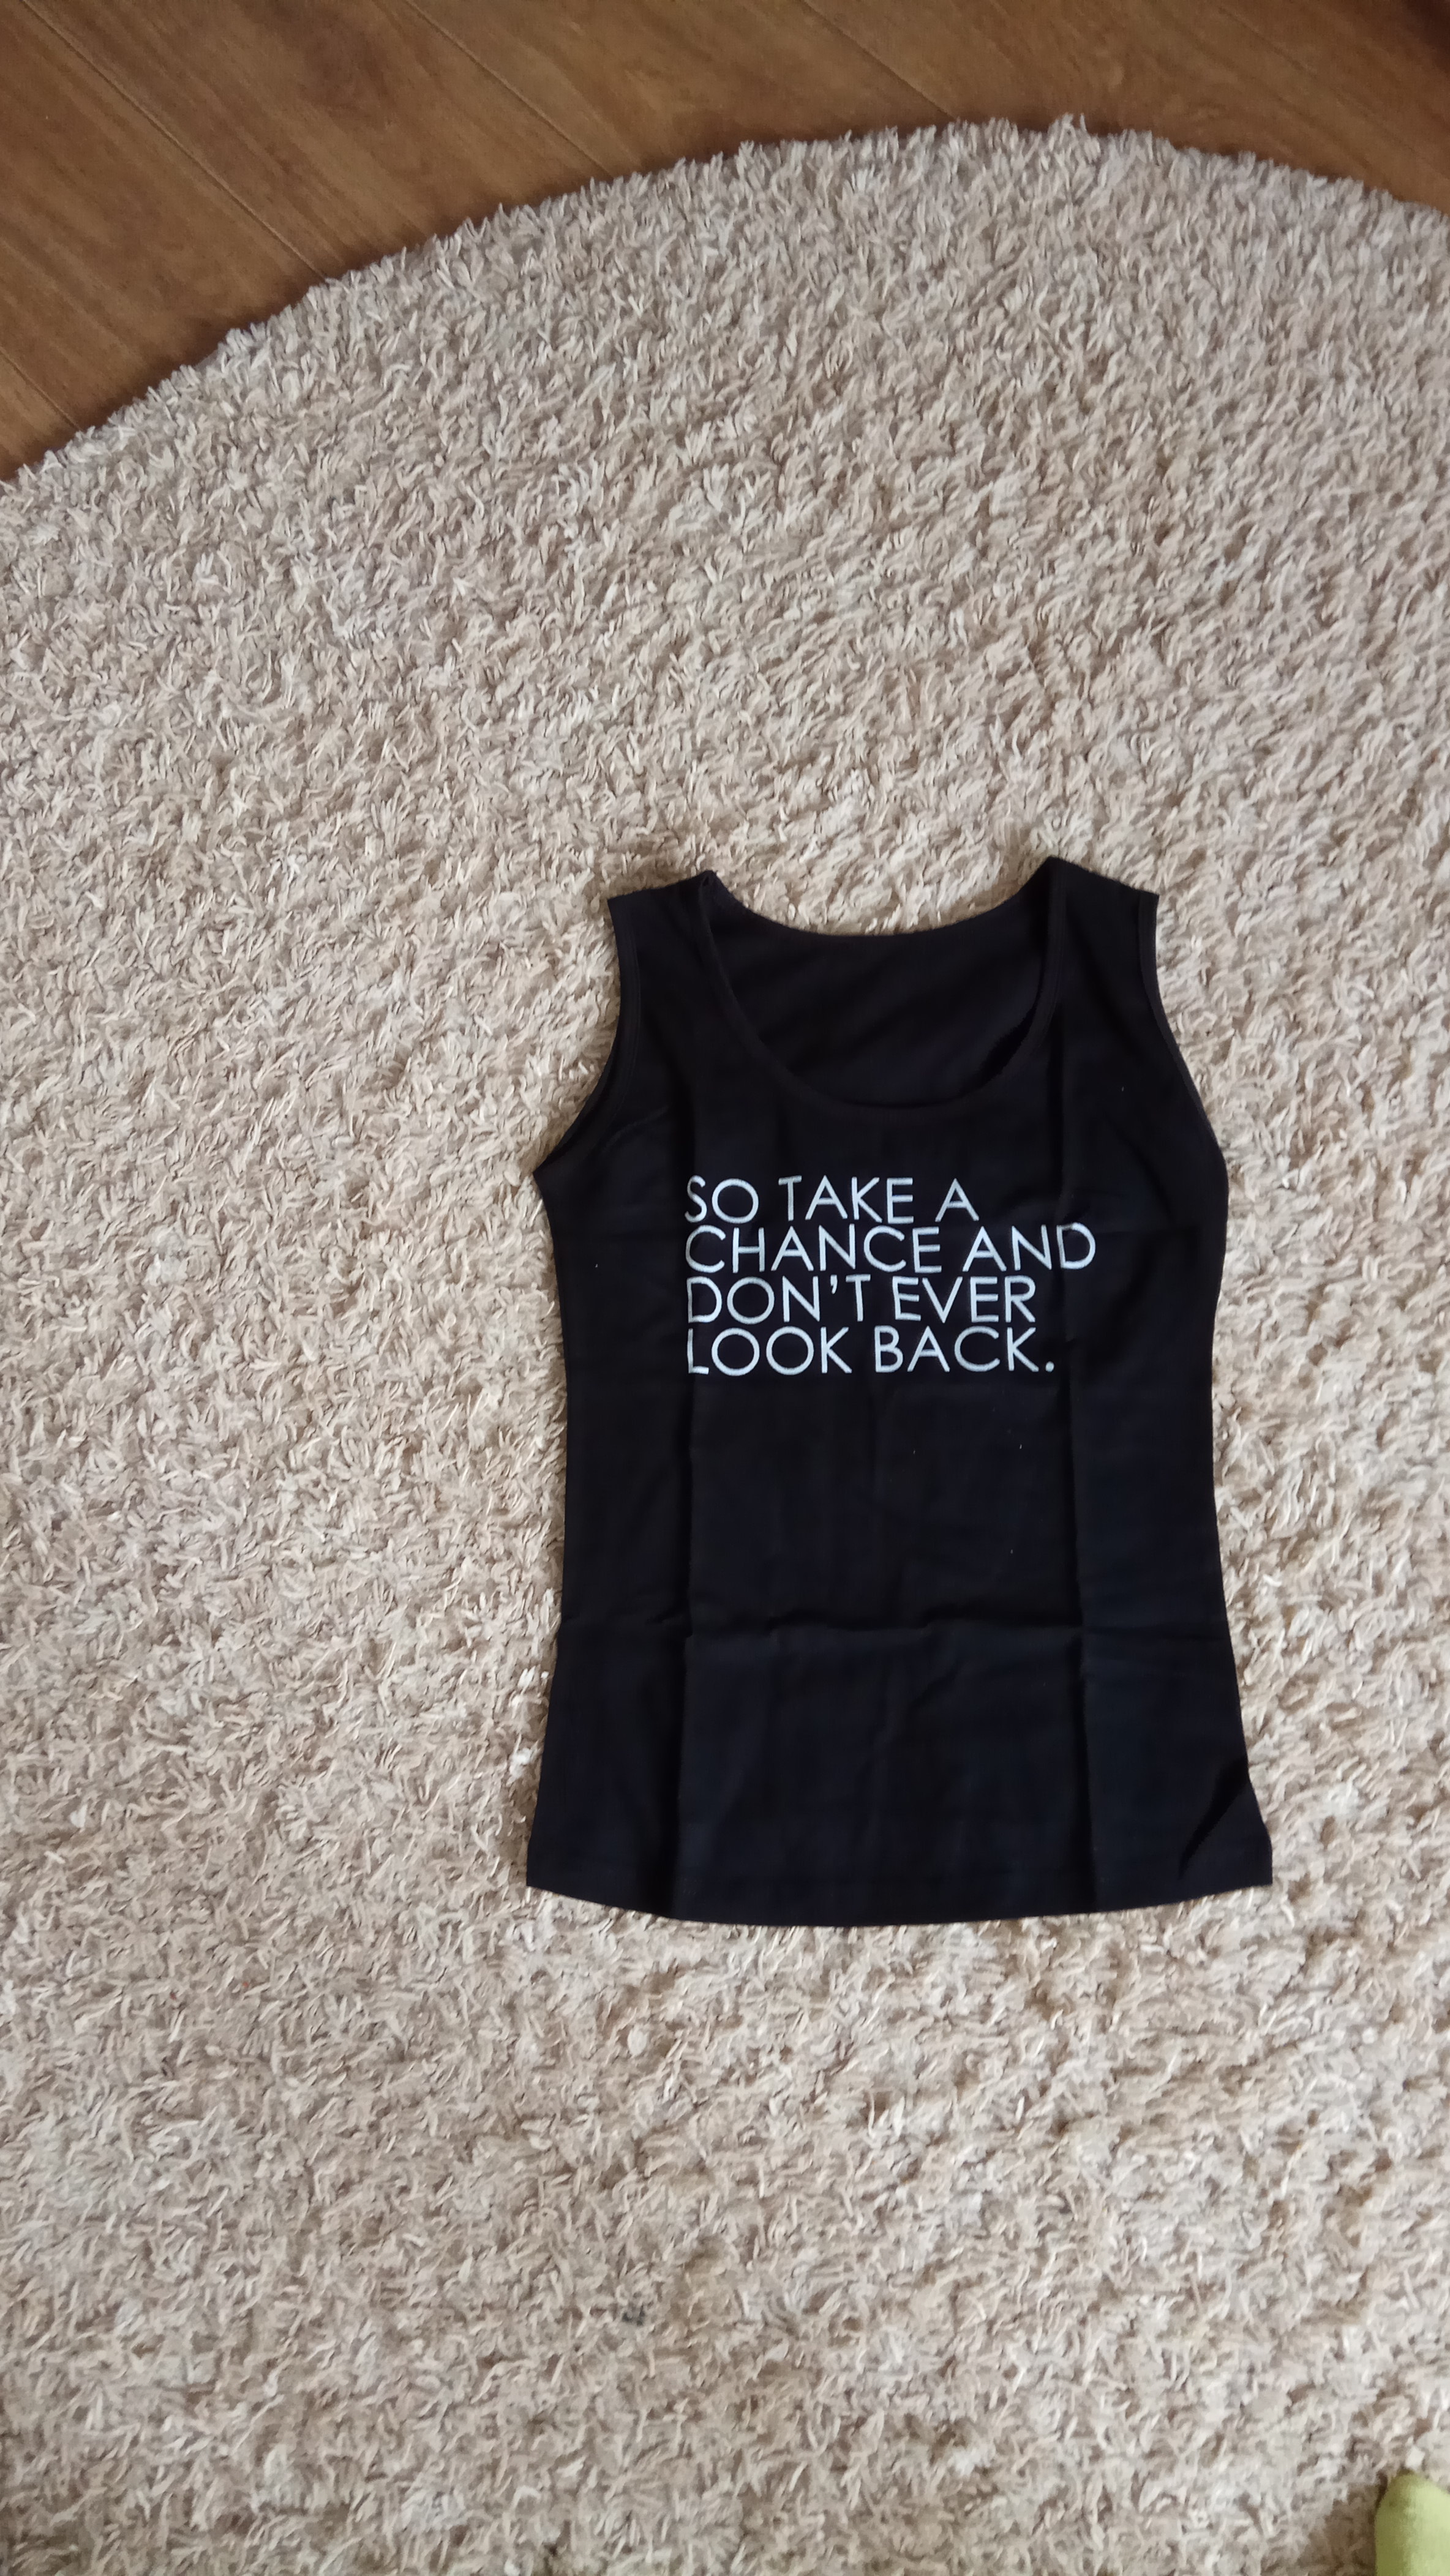 SO TAKE A
CHANCE AND
DON'T EVER
LOOK BACK.